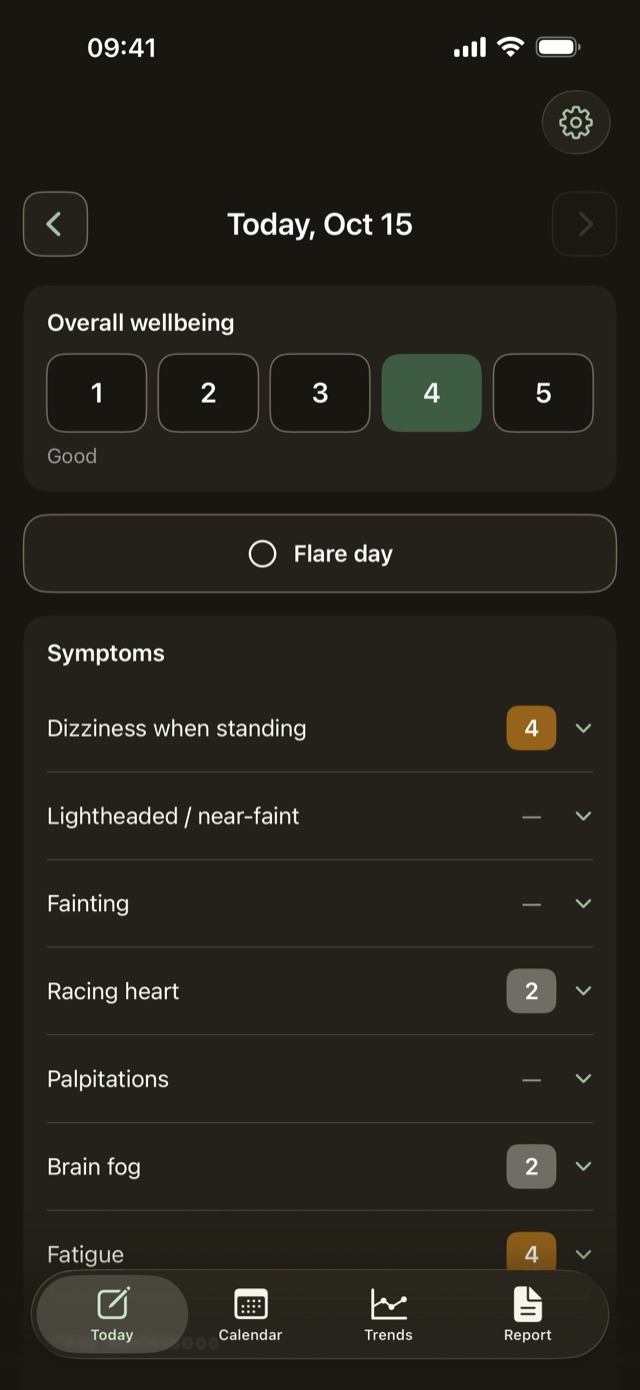 09:41
Today, Oct 15
Overall wellbeing
1 2 3 4 5
Good
Flare day
Symptoms
Dizziness when standing 4
Lightheaded / near-faint —
Fainting —
Racing heart 2
Palpitations —
Brain fog 2
Fatigue 4
Today Calendar Trends Report